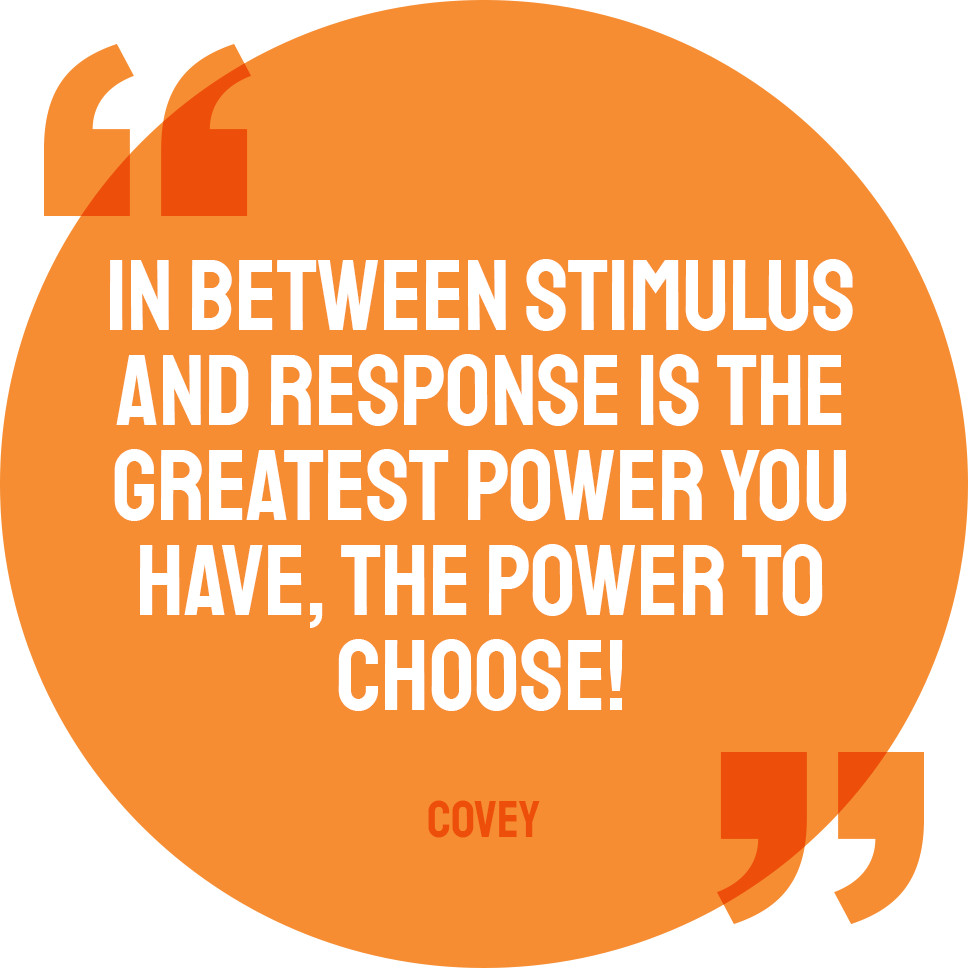 “
IN BETWEEN STIMULUS
AND RESPONSE IS THE
GREATEST POWER YOU
HAVE, THE POWER TO
CHOOSE!
COVEY
”